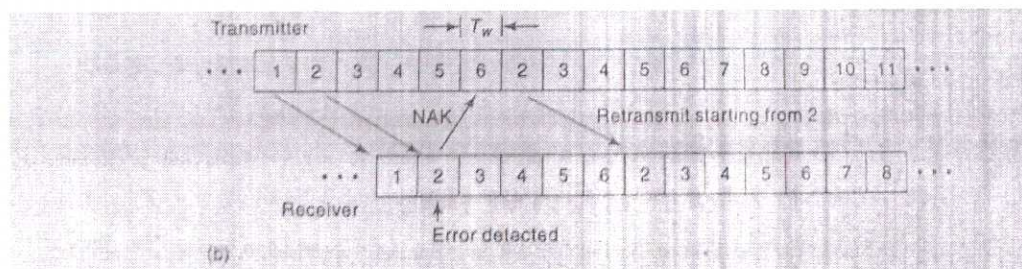 Transmitter
T_w
... 1 2 3 4 5 6 2 3 4 5 6 7 8 9 10 11 ...
NAK
Retransmit starting from 2
... 1 2 3 4 5 6 2 3 4 5 6 7 8 ...
Receiver
Error detected
(b)